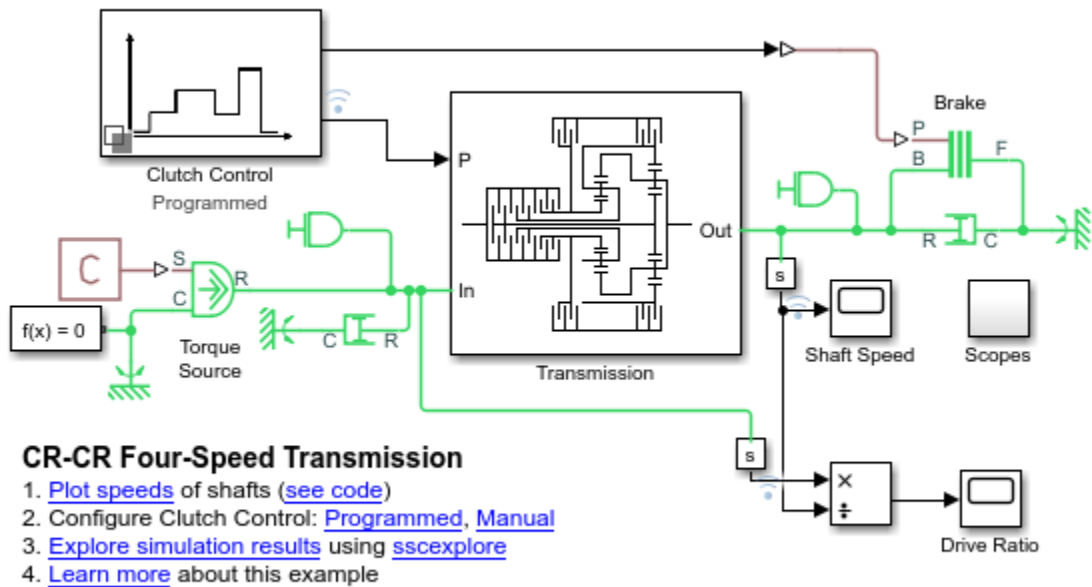 Clutch Control
Programmed
P
Brake
P
B
F
Out
R
C
S
C
R
C
In
f(x) = 0
Torque
Source
C
R
Transmission
s
Shaft Speed
Scopes
s
×
÷
Drive Ratio
CR-CR Four-Speed Transmission
1. Plot speeds of shafts (see code)
2. Configure Clutch Control: Programmed, Manual
3. Explore simulation results using sscexplore
4. Learn more about this example